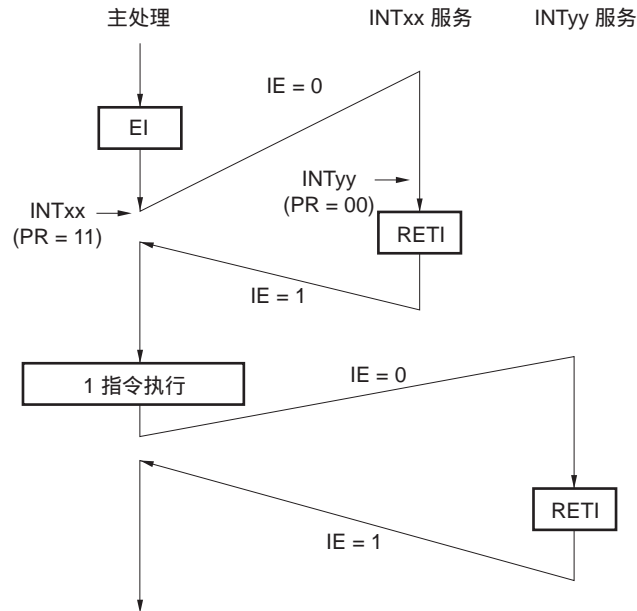 主处理
INTxx 服务
INTyy 服务
IE = 0
EI
INTyy
(PR = 00)
INTxx
(PR = 11)
RETI
IE = 1
1 指令执行
IE = 0
RETI
IE = 1